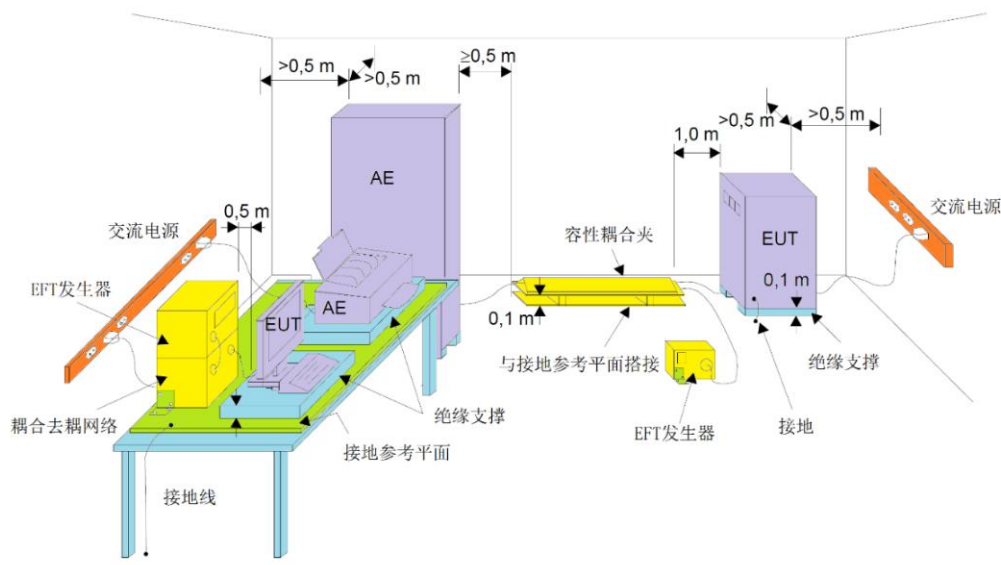 >0,5 m
>0,5 m
≥0,5 m
>0,5 m
>0,5 m
1,0 m
AE
0,5 m
交流电源
交流电源
容性耦合夹
EUT
EFT发生器
0,1 m
AE
EUT
0,1 m
与接地参考平面搭接
绝缘支撑
耦合去耦网络
绝缘支撑
接地
EFT发生器
接地参考平面
接地线